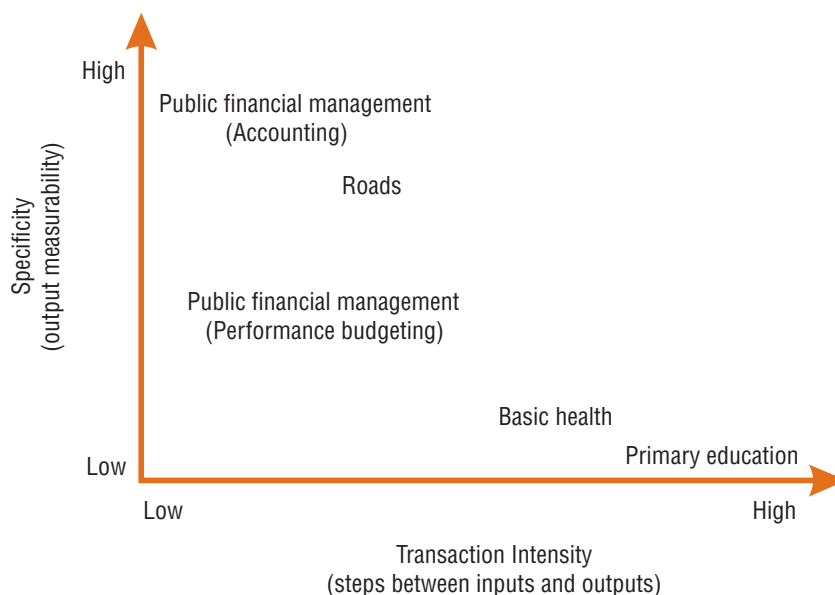 High
Public financial management
(Accounting)
Roads
Specificity
(output measurability)
Public financial management
(Performance budgeting)
Basic health
Primary education
Low
Low
High
Transaction Intensity
(steps between inputs and outputs)